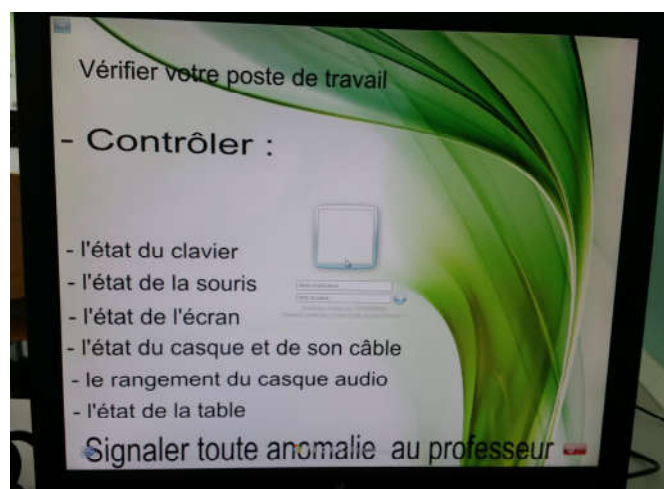 Vérifier votre poste de travail
- Contrôler :
- l'état du clavier
- l'état de la souris
- l'état de l'écran
- l'état du casque et de son câble
- le rangement du casque audio
- l'état de la table
Signaler toute anomalie au professeur